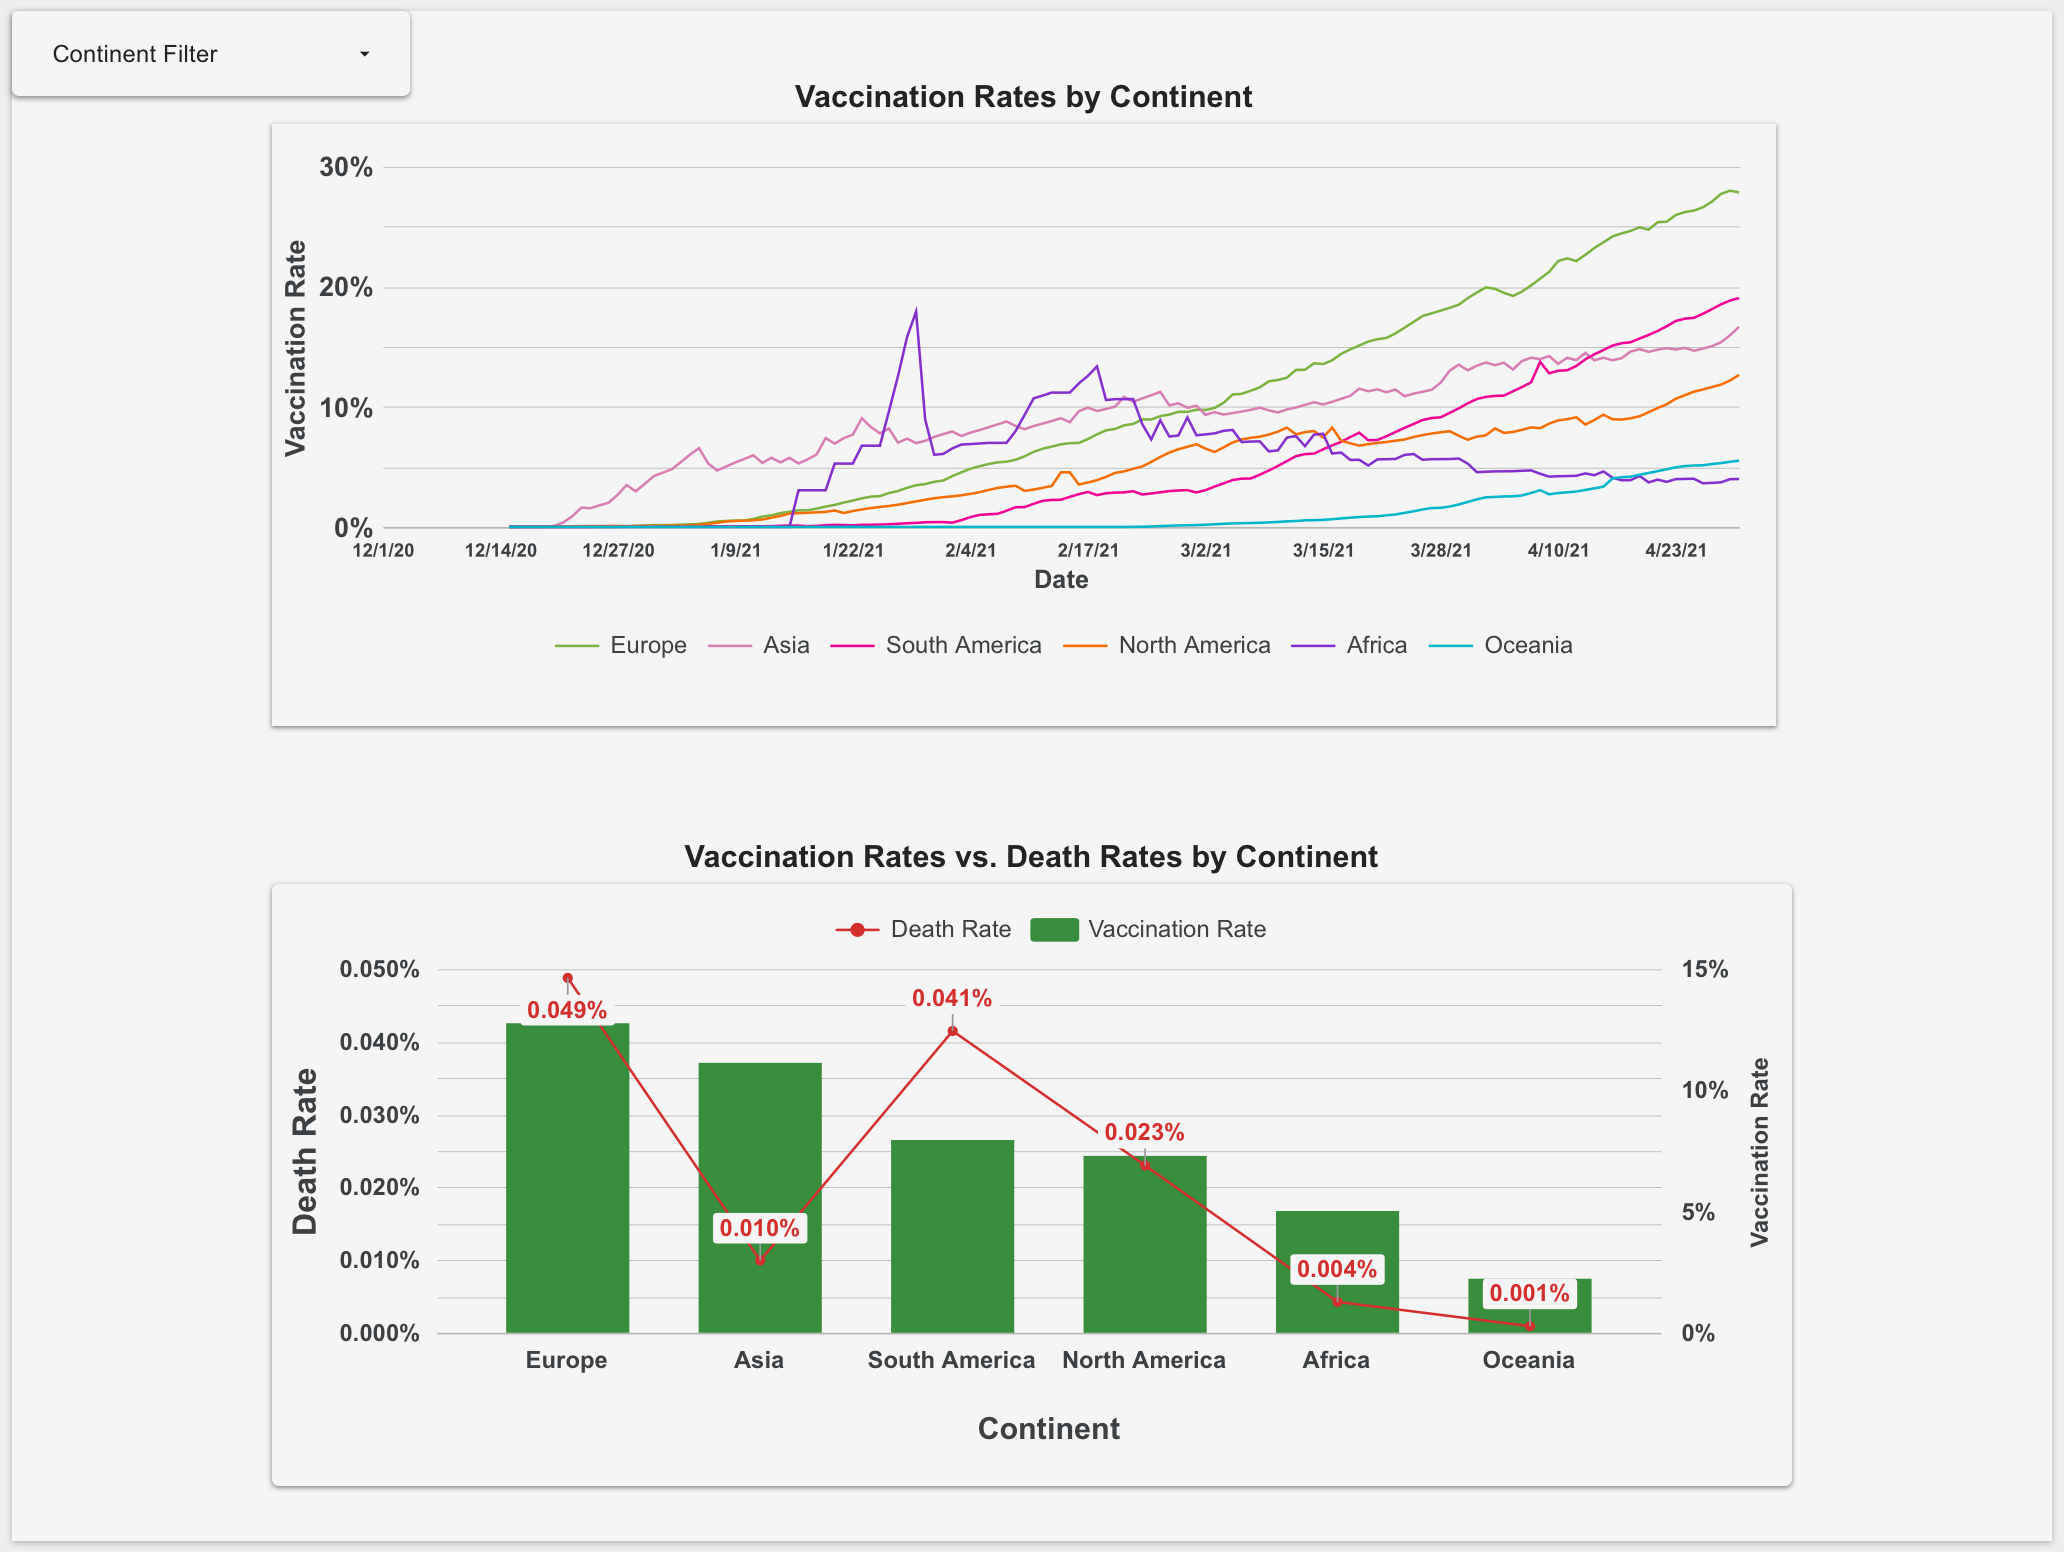 Continent Filter
Vaccination Rates by Continent
30%
20%
10%
0%
Vaccination Rate
12/1/20 12/14/20 12/27/20 1/9/21 1/22/21 2/4/21 2/17/21 3/2/21 3/15/21 3/28/21 4/10/21 4/23/21
Date
Europe Asia South America North America Africa Oceania
Vaccination Rates vs. Death Rates by Continent
Death Rate Vaccination Rate
0.050%
0.040%
0.030%
0.020%
0.010%
0.000%
Death Rate
0.049%
0.010%
0.041%
0.023%
0.004%
0.001%
15%
10%
5%
0%
Vaccination Rate
Europe Asia South America North America Africa Oceania
Continent